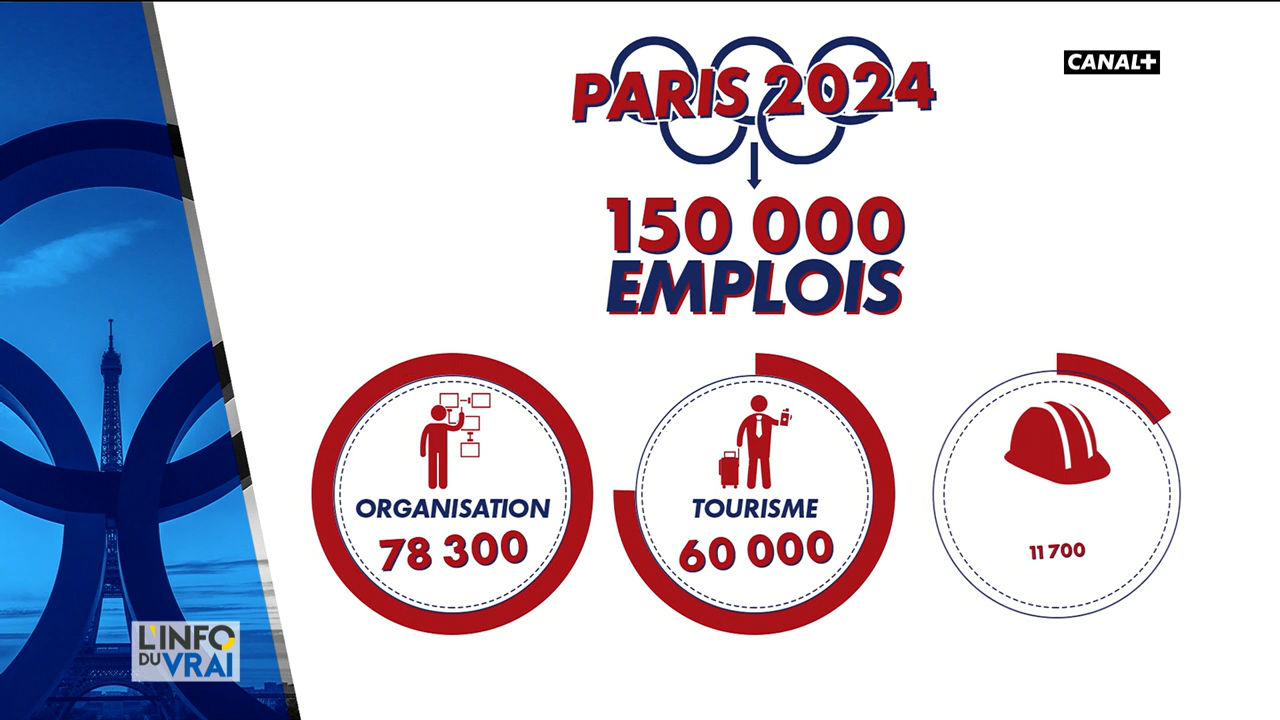 PARIS 2024
CANAL+
150 000
EMPLOIS
ORGANISATION
78 300
TOURISME
60 000
11 700
L'INFO
DU VRAI